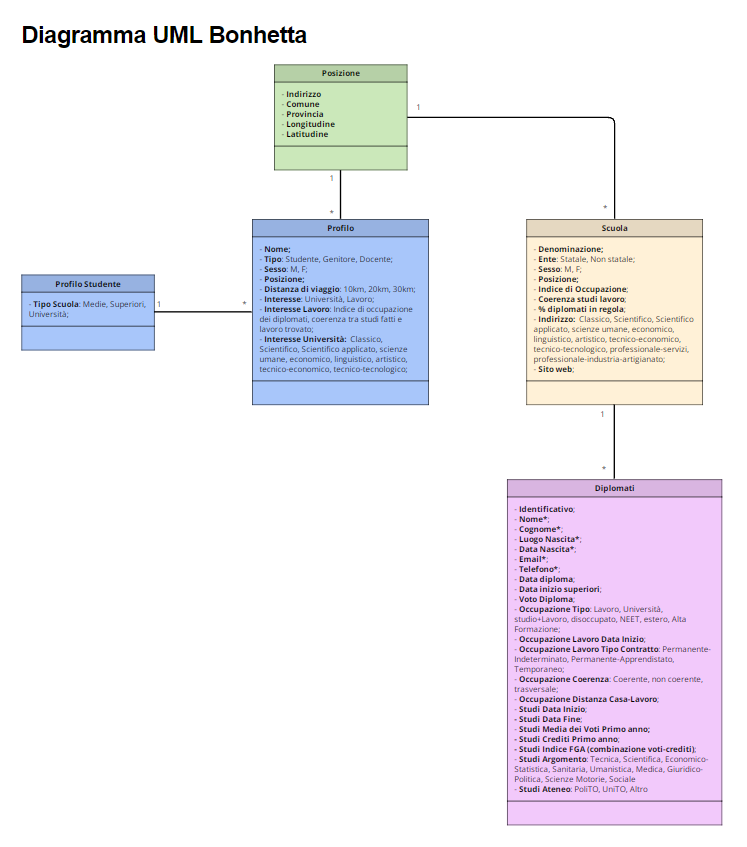 Diagramma UML Bonhetta
Posizione
- Indirizzo
- Comune
- Provincia
- Longitudine
- Latitudine
1
1
*
*
Profilo
- Nome;
- Tipo: Studente, Genitore, Docente;
- Sesso: M, F;
- Posizione;
- Distanza di viaggio: 10km, 20km, 30km;
- Interesse: Università, Lavoro;
- Interesse Lavoro: Indice di occupazione
dei diplomati, coerenza tra studi fatti e
lavoro trovato;
- Interesse Università: Classico,
Scientifico, Scientifico applicato, scienze
umane, economico, linguistico, artistico,
tecnico-economico, tecnico-tecnologico;
Scuola
- Denominazione;
- Ente: Statale, Non statale;
- Sesso: M, F;
- Posizione;
- Indice di Occupazione;
- Coerenza studi lavoro;
- % diplomati in regola;
- Indirizzo: Classico, Scientifico, Scientifico
applicato, scienze umane, economico,
linguistico, artistico, tecnico-economico,
tecnico-tecnologico, professionale-servizi,
professionale-industria-artigianato;
- Sito web;
Profilo Studente
- Tipo Scuola: Medie, Superiori,
Università;
1
*
1
*
Diplomati
- Identificativo;
- Nome*;
- Cognome*;
- Luogo Nascita*;
- Data Nascita*;
- Email*;
- Telefono*;
- Data diploma;
- Data inizio superiori;
- Voto Diploma;
- Occupazione Tipo: Lavoro, Università,
studio+Lavoro, disoccupato, NEET, estero, Alta
Formazione;
- Occupazione Lavoro Data Inizio;
- Occupazione Lavoro Tipo Contratto: Permanente-
Indeterminato, Permanente-Apprendistato,
Temporaneo;
- Occupazione Coerenza: Coerente, non coerente,
trasversale;
- Occupazione Distanza Casa-Lavoro;
- Studi Data Inizio;
- Studi Data Fine;
- Studi Media dei Voti Primo anno;
- Studi Crediti Primo anno;
- Studi Indice FGA (combinazione voti-crediti);
- Studi Argomento: Tecnica, Scientifica, Economico-
Statistica, Sanitaria, Umanistica, Medica, Giuridico-
Politica, Scienze Motorie, Sociale
- Studi Ateneo: PoliTO, UniTO, Altro